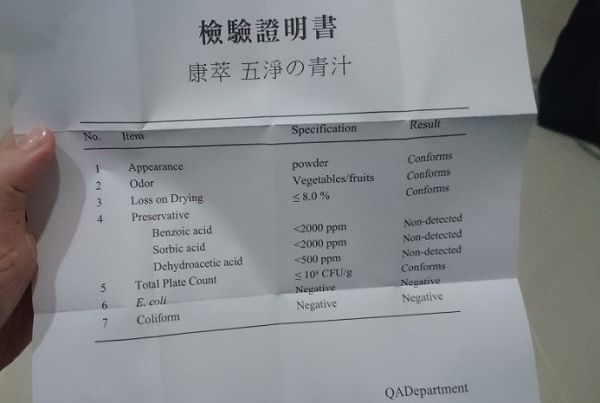 檢驗證明書
康萃 五淨の青汁
No. Item Specification Result
1 Appearance powder Conforms
2 Odor Vegetables/fruits Conforms
3 Loss on Drying ≤ 8.0 % Conforms
4 Preservative
Benzoic acid <2000 ppm Non-detected
Sorbic acid <2000 ppm Non-detected
Dehydroacetic acid <500 ppm Non-detected
5 Total Plate Count ≤ 10⁵ CFU/g Conforms
6 E. coli Negative Negative
7 Coliform Negative Negative
QADepartment